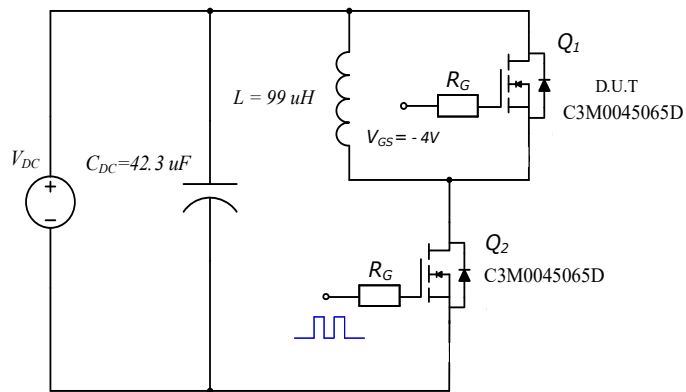 Q1
RG
D.U.T
C3M0045065D
L = 99 uH
VGS = - 4V
VDC
CDC=42.3 uF
+
−
Q2
RG
C3M0045065D